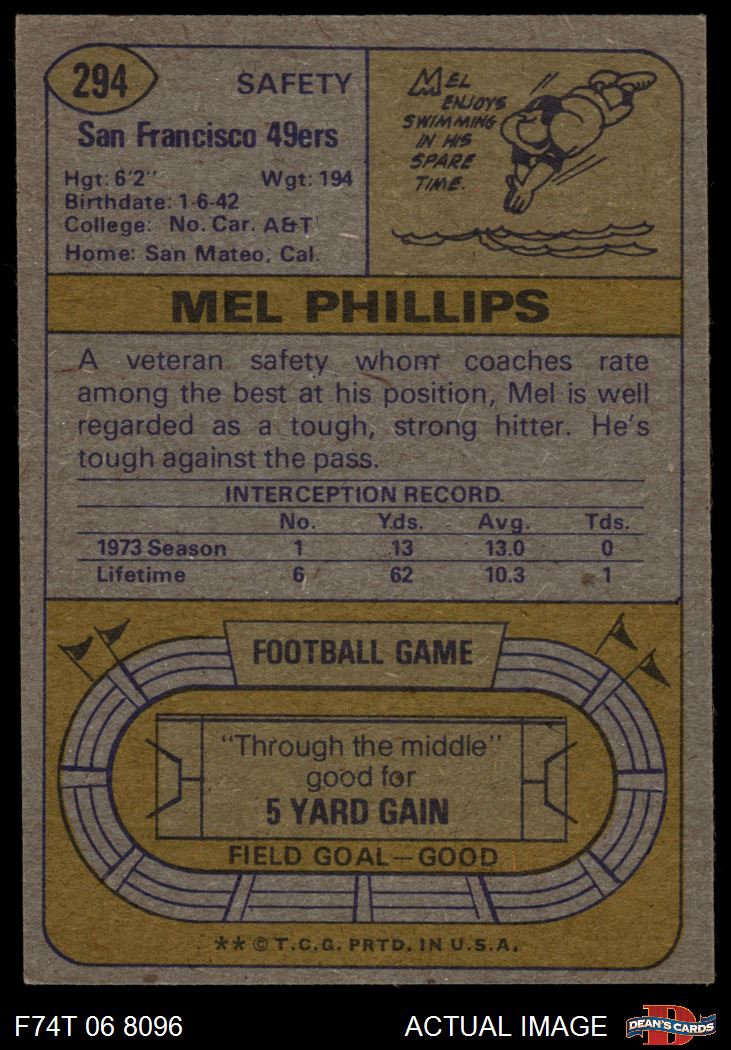 294
SAFETY
San Francisco 49ers
Hgt: 6'2" Wgt: 194
Birthdate: 1-6-42
College: No. Car. A&T
Home: San Mateo, Cal.
MEL
ENJOYS
SWIMMING
IN HIS
SPARE
TIME.
MEL PHILLIPS
A veteran safety whom coaches rate
among the best at his position, Mel is well
regarded as a tough, strong hitter. He's
tough against the pass.
INTERCEPTION RECORD
No. Yds. Avg. Tds.
1973 Season 1 13 13.0 0
Lifetime 6 62 10.3 1
FOOTBALL GAME
"Through the middle"
good for
5 YARD GAIN
FIELD GOAL—GOOD
** © T.C.G. PRTD. IN U.S.A.
F74T 06 8096
ACTUAL IMAGE
D
DEAN'S CARDS